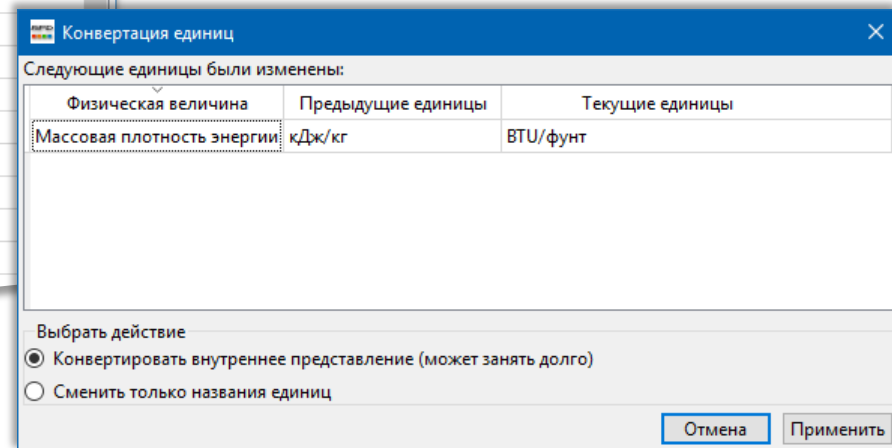 Конвертация единиц
Следующие единицы были изменены:
Физическая величина Предыдущие единицы Текущие единицы
Массовая плотность энергии кДж/кг BTU/фунт
Выбрать действие
Конвертировать внутреннее представление (может занять долго)
Сменить только названия единиц
Отмена Применить